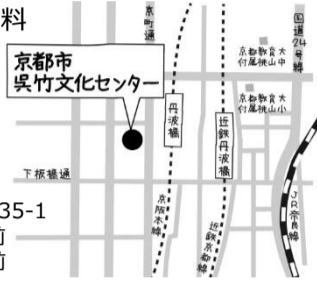 料
京町通
国道24号線
京都教育大
付属桃山中
京都市
呉竹文化センター
京都教育大
付属桃山小
丹波橋
近鉄丹波橋
下板橋通
35-1
前
前
京阪本線
近鉄京都線
JR奈良線